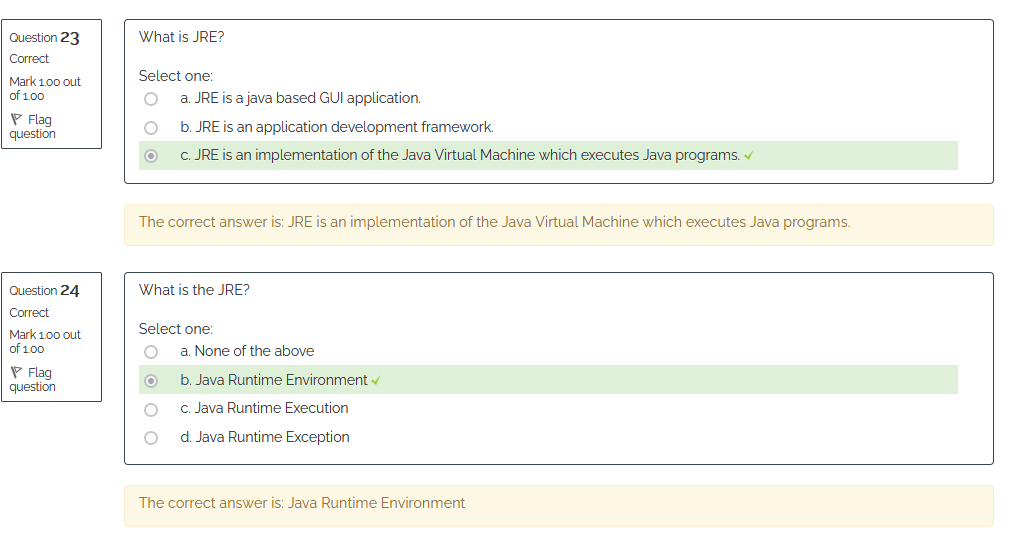 Question 23
Correct
Mark 1.00 out
of 1.00
Flag
question
What is JRE?
Select one:
a. JRE is a java based GUI application.
b. JRE is an application development framework.
c. JRE is an implementation of the Java Virtual Machine which executes Java programs.
The correct answer is: JRE is an implementation of the Java Virtual Machine which executes Java programs.
Question 24
Correct
Mark 1.00 out
of 1.00
Flag
question
What is the JRE?
Select one:
a. None of the above
b. Java Runtime Environment
c. Java Runtime Execution
d. Java Runtime Exception
The correct answer is: Java Runtime Environment